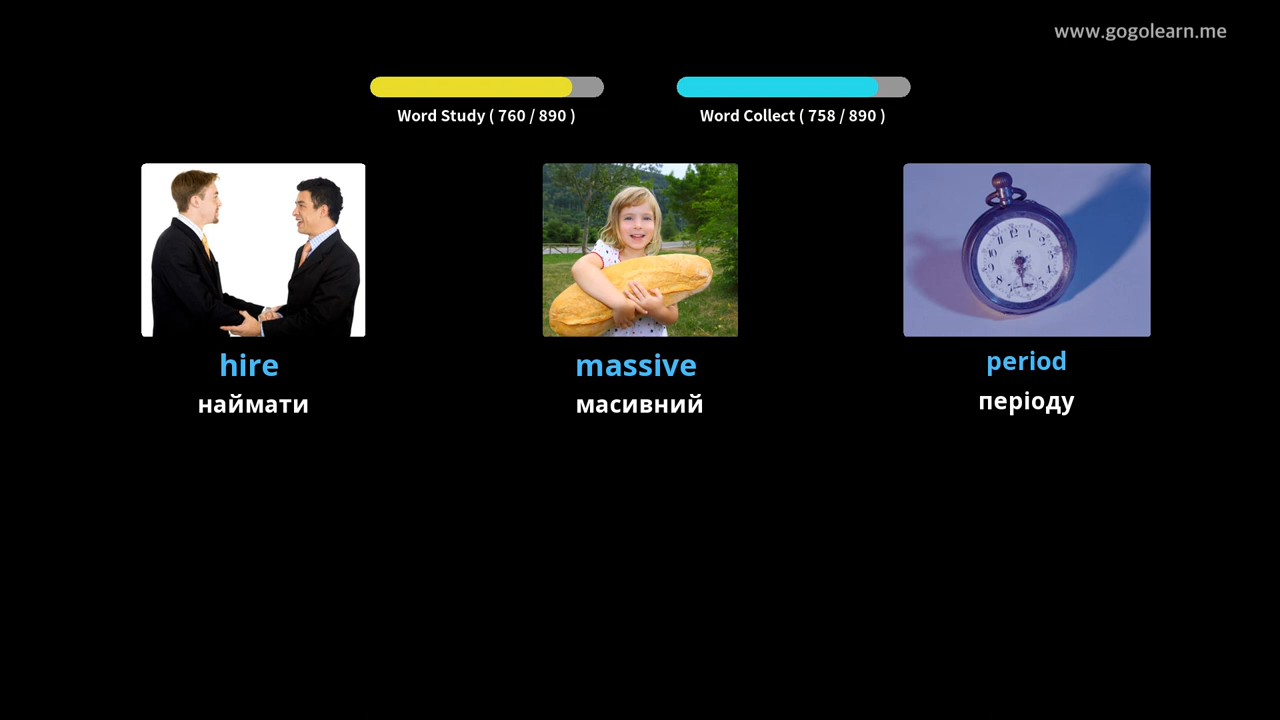 www.gogolearn.me
Word Study ( 760 / 890 )
Word Collect ( 758 / 890 )
hire
наймати
massive
масивний
period
періоду